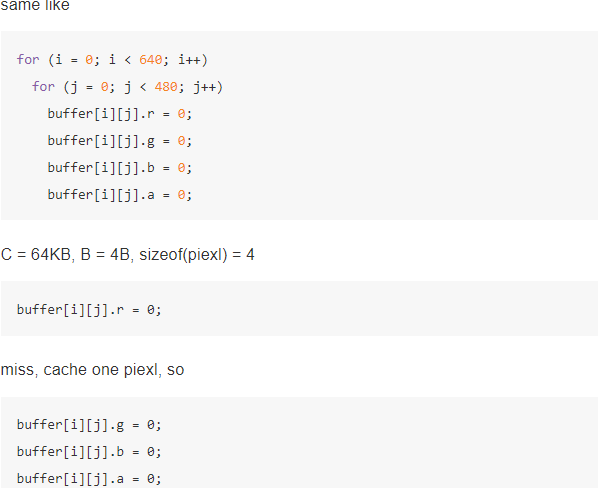 same like
for (i = 0; i < 640; i++)
for (j = 0; j < 480; j++)
buffer[i][j].r = 0;
buffer[i][j].g = 0;
buffer[i][j].b = 0;
buffer[i][j].a = 0;
C = 64KB, B = 4B, sizeof(piexl) = 4
buffer[i][j].r = 0;
miss, cache one piexl, so
buffer[i][j].g = 0;
buffer[i][j].b = 0;
buffer[i][j].a = 0;